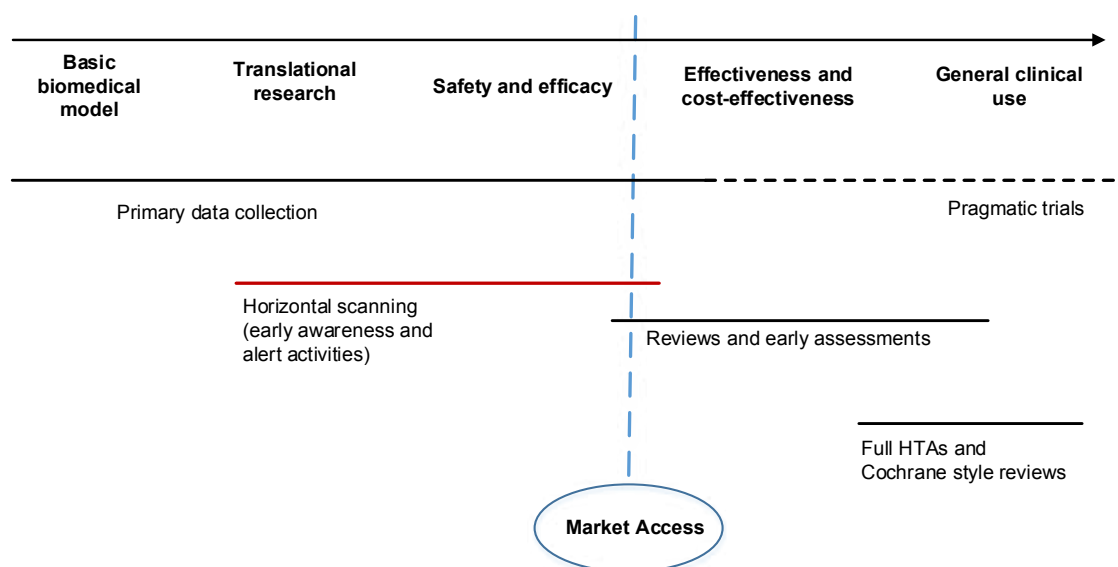 Basic
biomedical
model
Translational
research
Safety and efficacy
Effectiveness and
cost-effectiveness
General clinical
use
Primary data collection
Pragmatic trials
Horizontal scanning
(early awareness and
alert activities)
Reviews and early assessments
Full HTAs and
Cochrane style reviews
Market Access